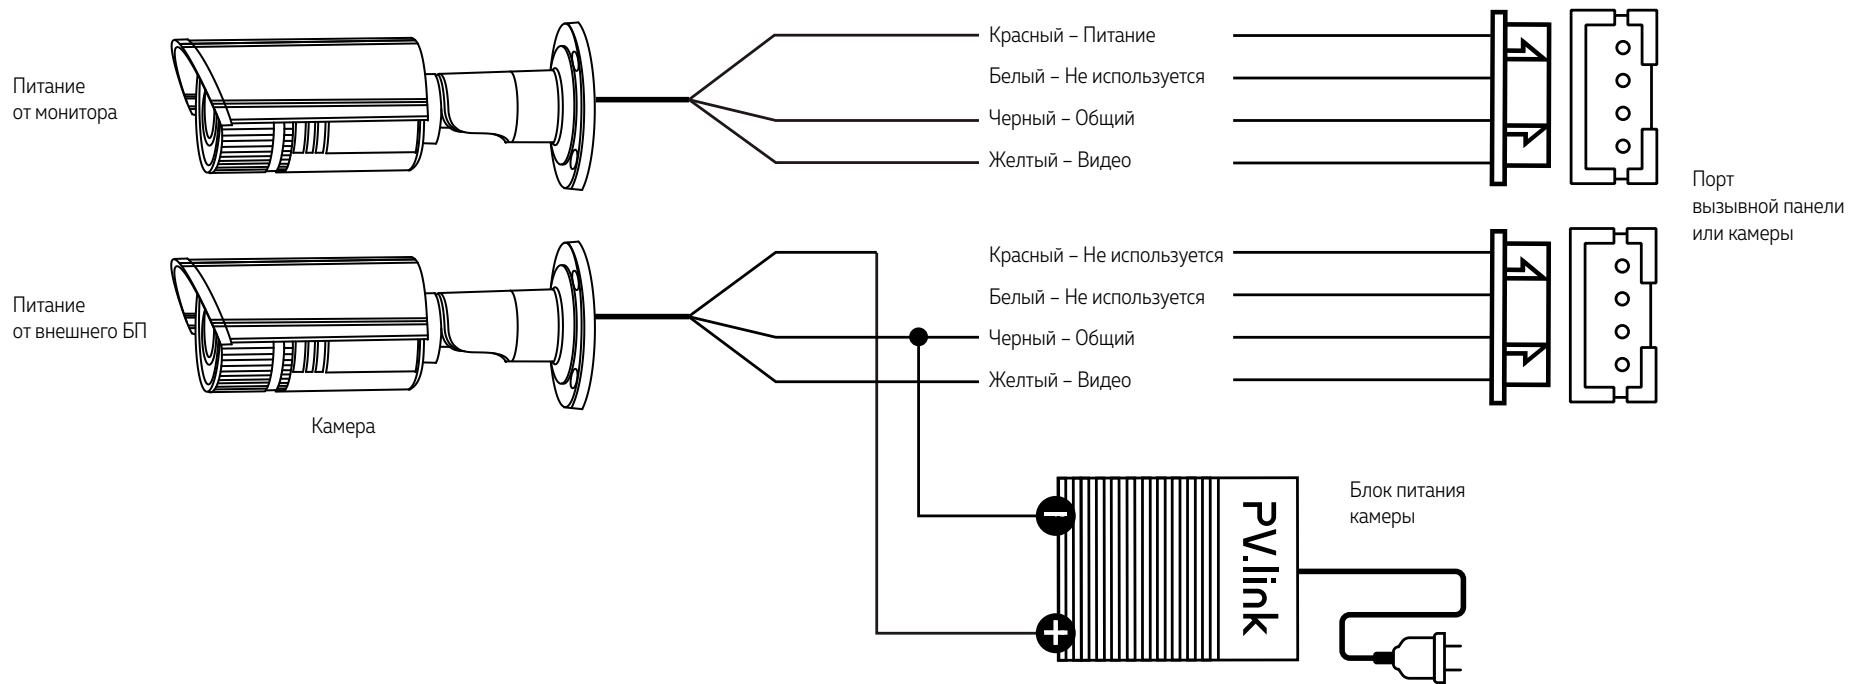 Питание
от монитора
Красный – Питание
Белый – Не используется
Черный – Общий
Желтый – Видео
Порт
вызывной панели
или камеры
Питание
от внешнего БП
Красный – Не используется
Белый – Не используется
Черный – Общий
Желтый – Видео
Камера
Блок питания
камеры
PV.link